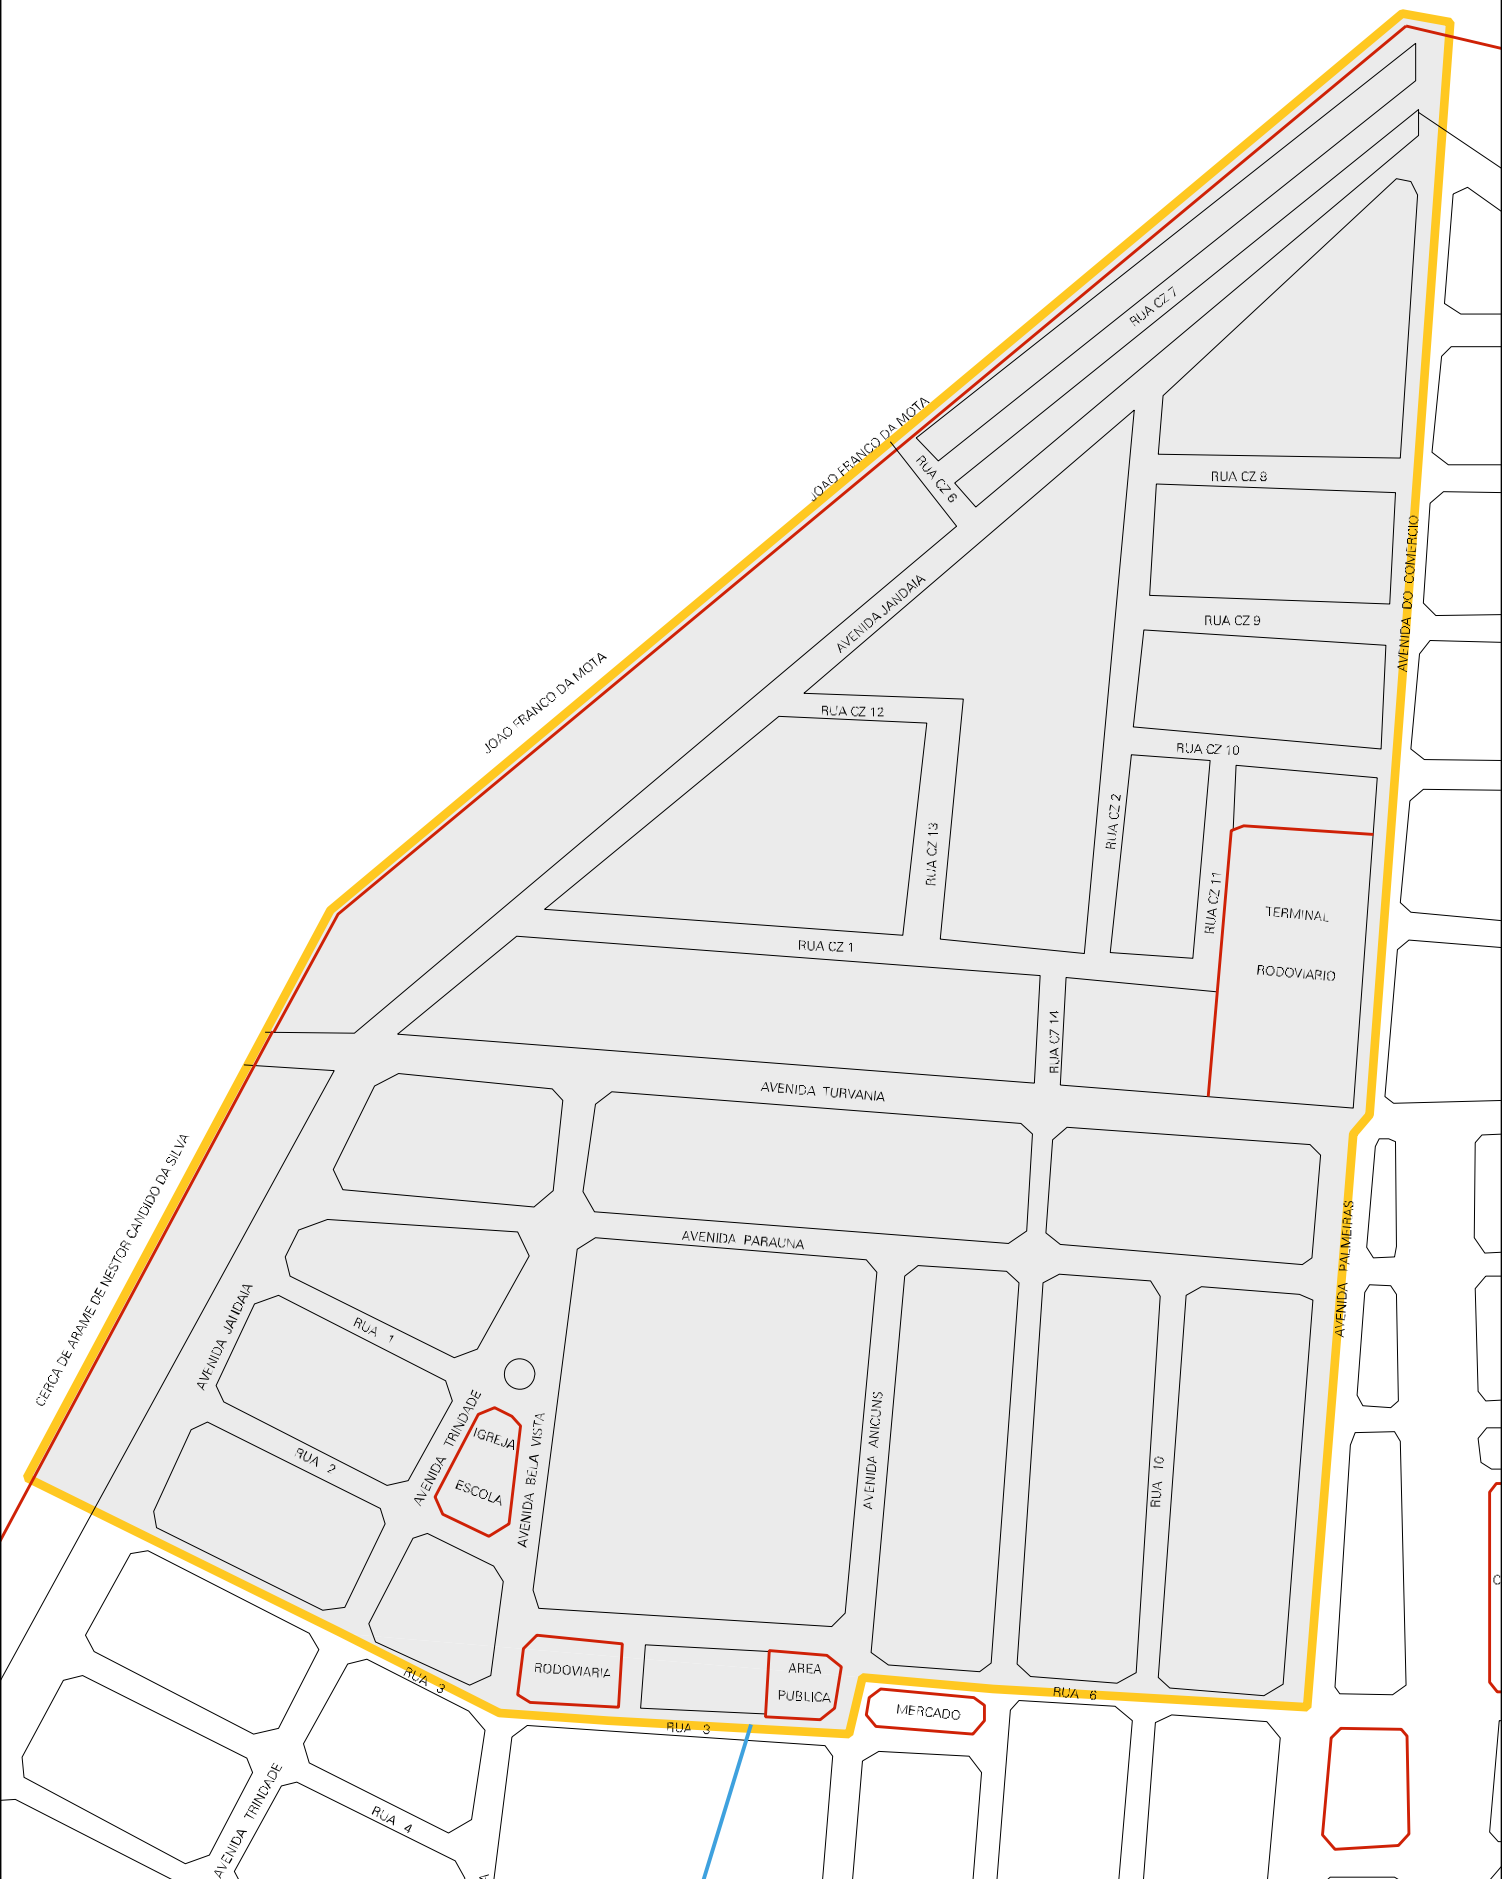 RUA CZ 7
JOAO FRANCO DA MOTA
RUA CZ 6
RUA CZ 8
AVENIDA DO COMERCIO
AVENIDA JANDAIA
RUA CZ 9
JOAO FRANCO DA MOTA
RUA CZ 12
RUA CZ 10
RUA CZ 2
RUA CZ 13
RUA CZ 11
TERMINAL
RODOVIARIO
RUA CZ 1
RUA CZ 14
AVENIDA TURVANIA
CERCA DE ARAME DE NESTOR CANDIDO DA SILVA
AVENIDA PARAUNA
AVENIDA PALMEIRAS
AVENIDA JANDAIA
RUA 1
AVENIDA TRINDADE
IGREJA
ESCOLA
AVENIDA BELA VISTA
AVENIDA ANICUNS
RUA 2
RUA 10
RODOVIARIA
AREA
PUBLICA
RUA 3
RUA 6
MERCADO
RUA 3
AVENIDA TRINDADE
RUA 4